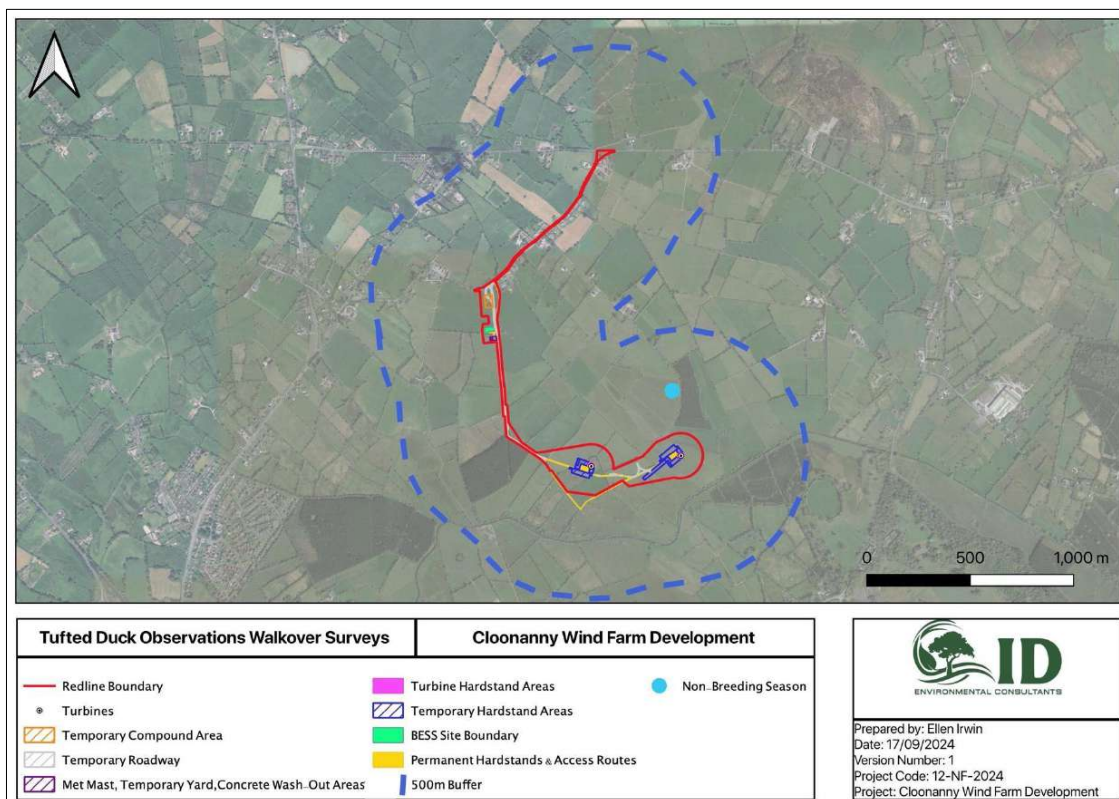 0 500 1,000 m
Tufted Duck Observations Walkover Surveys
Cloonanny Wind Farm Development
Redline Boundary
Turbines
Temporary Compound Area
Temporary Roadway
Met Mast, Temporary Yard,Concrete Wash-Out Areas
Turbine Hardstand Areas
Temporary Hardstand Areas
BESS Site Boundary
Permanent Hardstands & Access Routes
500m Buffer
Non-Breeding Season
ID
ENVIRONMENTAL CONSULTANTS
Prepared by: Ellen Irwin
Date: 17/09/2024
Version Number: 1
Project Code: 12-NF-2024
Project: Cloonanny Wind Farm Development